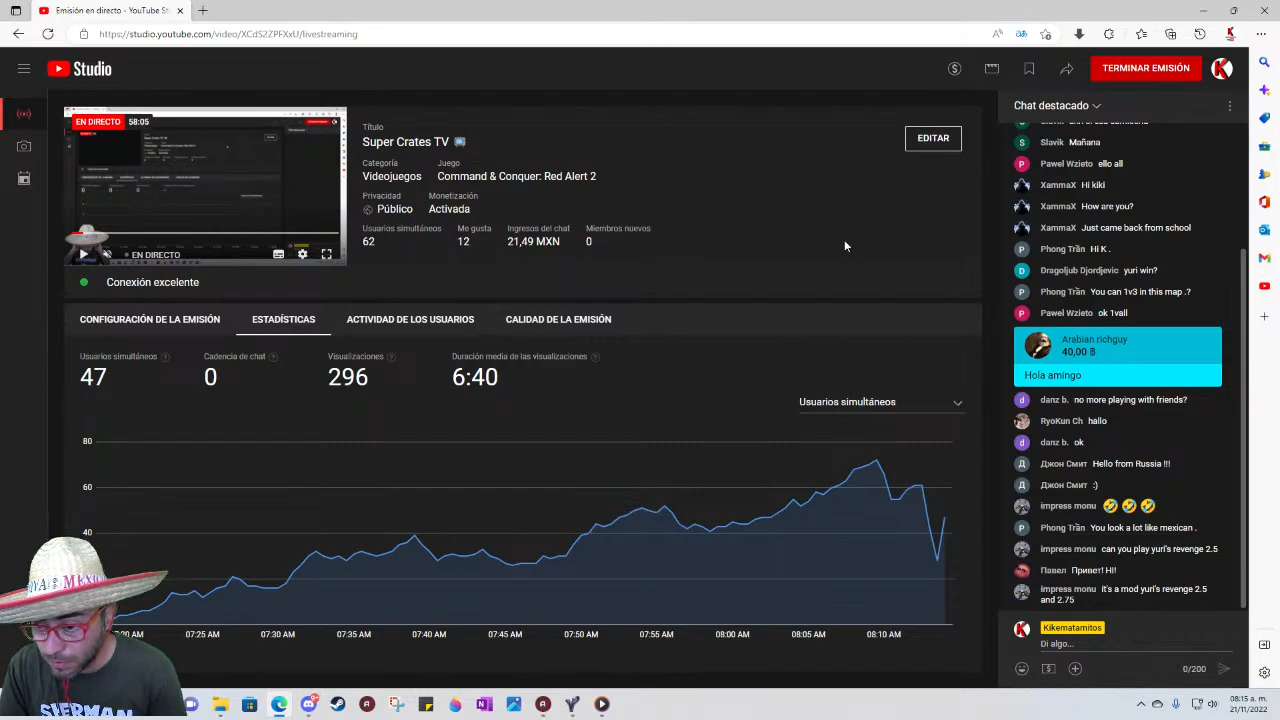 Emisión en directo - YouTube St
https://studio.youtube.com/video/XCdS2ZPFXxU/livestreaming
Studio
TERMINAR EMISIÓN
EN DIRECTO 58:05
EN DIRECTO
Título
Super Crates TV
Categoría Juego
Videojuegos Command & Conquer: Red Alert 2
Privacidad Monetización
Público Activada
Usuarios simultáneos Me gusta Ingresos del chat Miembros nuevos
62 12 21,49 MXN 0
EDITAR
Conexión excelente
CONFIGURACIÓN DE LA EMISIÓN ESTADÍSTICAS ACTIVIDAD DE LOS USUARIOS CALIDAD DE LA EMISIÓN
Usuarios simultáneos Cadencia de chat Visualizaciones Duración media de las visualizaciones
47 0 296 6:40
Usuarios simultáneos
80
60
40
:20 AM 07:25 AM 07:30 AM 07:35 AM 07:40 AM 07:45 AM 07:50 AM 07:55 AM 08:00 AM 08:05 AM 08:10 AM
Chat destacado
Slavik Mañana
Pawel Wzieto ello all
XammaX Hi kiki
XammaX How are you?
XammaX Just came back from school
Phong Trần Hi K .
Dragoljub Djordjevic yuri win?
Phong Trần You can 1v3 in this map .?
Pawel Wzieto ok 1vall
Arabian richguy
40,00 ฿
Hola amingo
danz b. no more playing with friends?
RyoKun Ch hallo
danz b. ok
Джон Смит Hello from Russia !!!
Джон Смит :)
impress monu 🤣 🤣 🤣
Phong Trần You look a lot like mexican .
impress monu can you play yuri's revenge 2.5
Павел Привет! HI!
impress monu It's a mod yuri's revenge 2.5
and 2.75
Kikematamitos
Di algo...
0/200
VIVA MEXICO
08:15 a. m.
21/11/2022